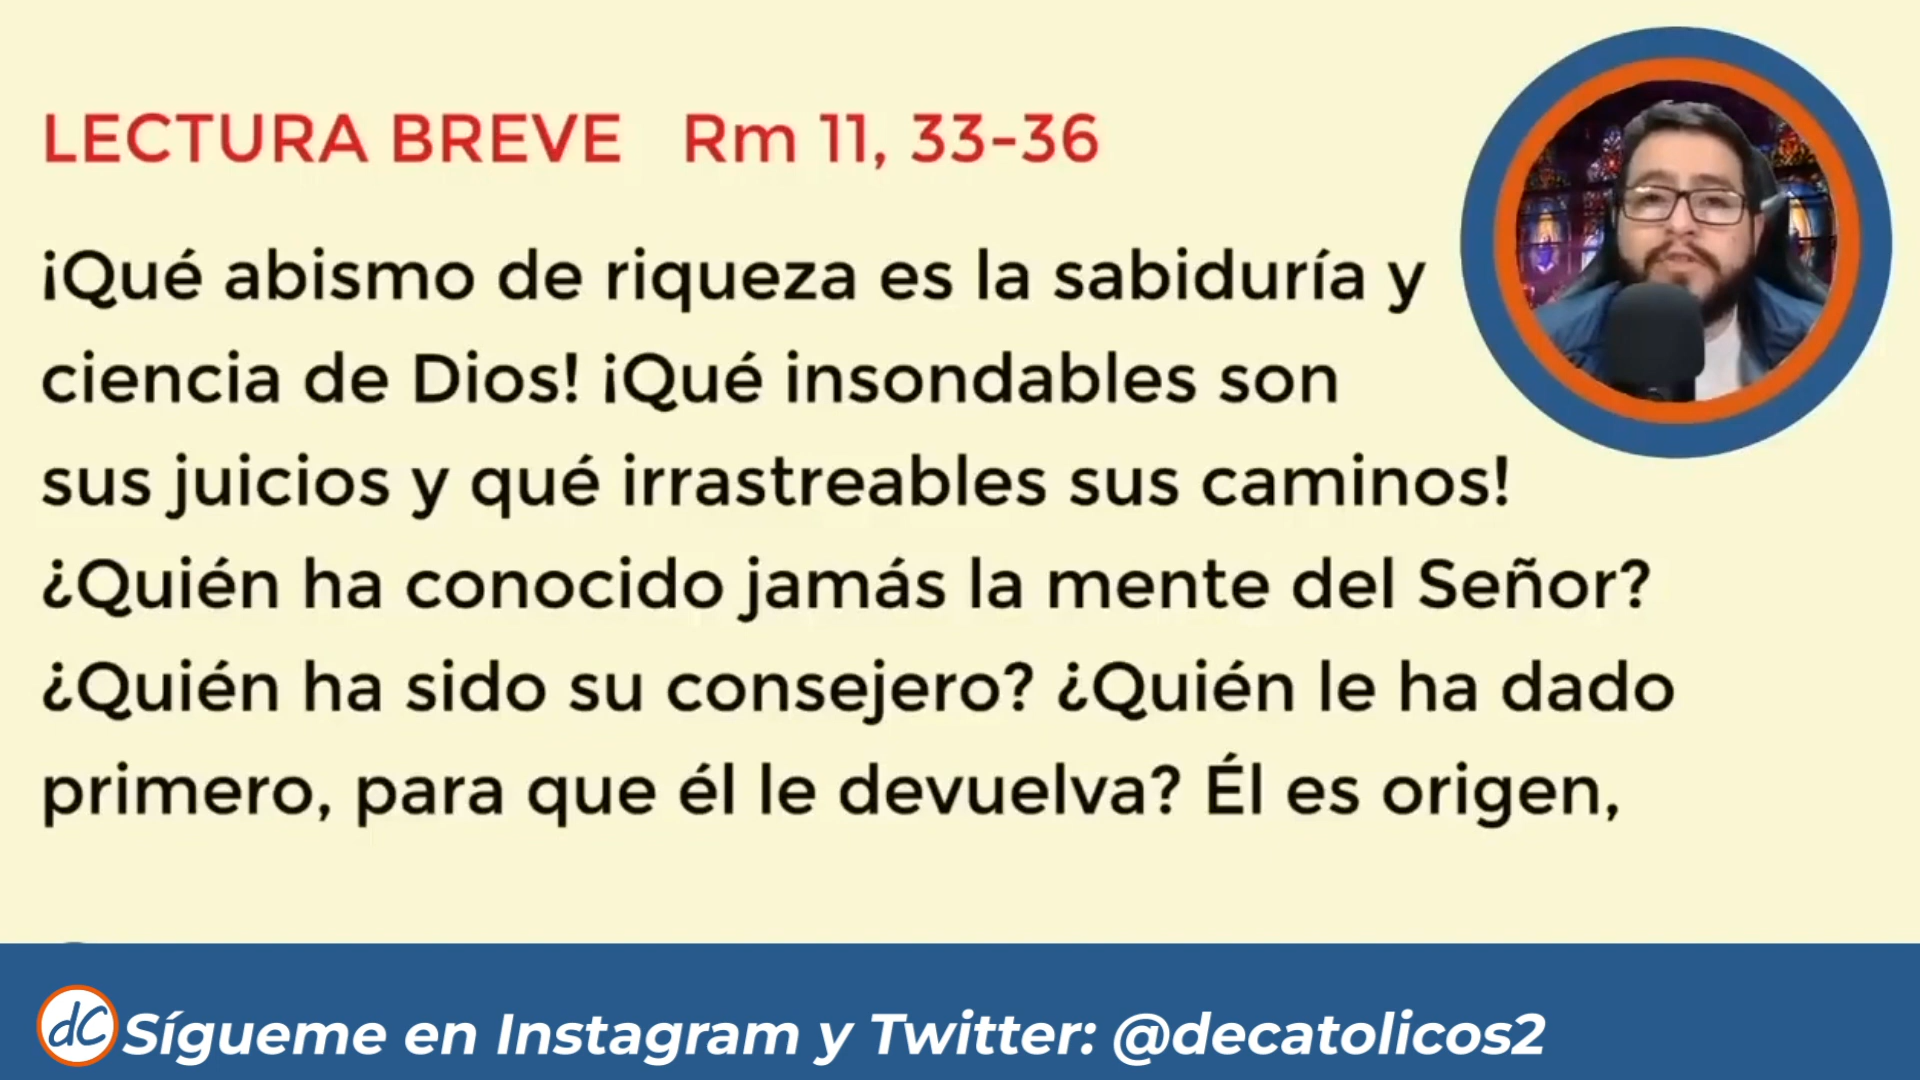 LECTURA BREVE Rm 11, 33-36
¡Qué abismo de riqueza es la sabiduría y
ciencia de Dios! ¡Qué insondables son
sus juicios y qué irrastreables sus caminos!
¿Quién ha conocido jamás la mente del Señor?
¿Quién ha sido su consejero? ¿Quién le ha dado
primero, para que él le devuelva? Él es origen,
dC Sígueme en Instagram y Twitter: @decatolicos2